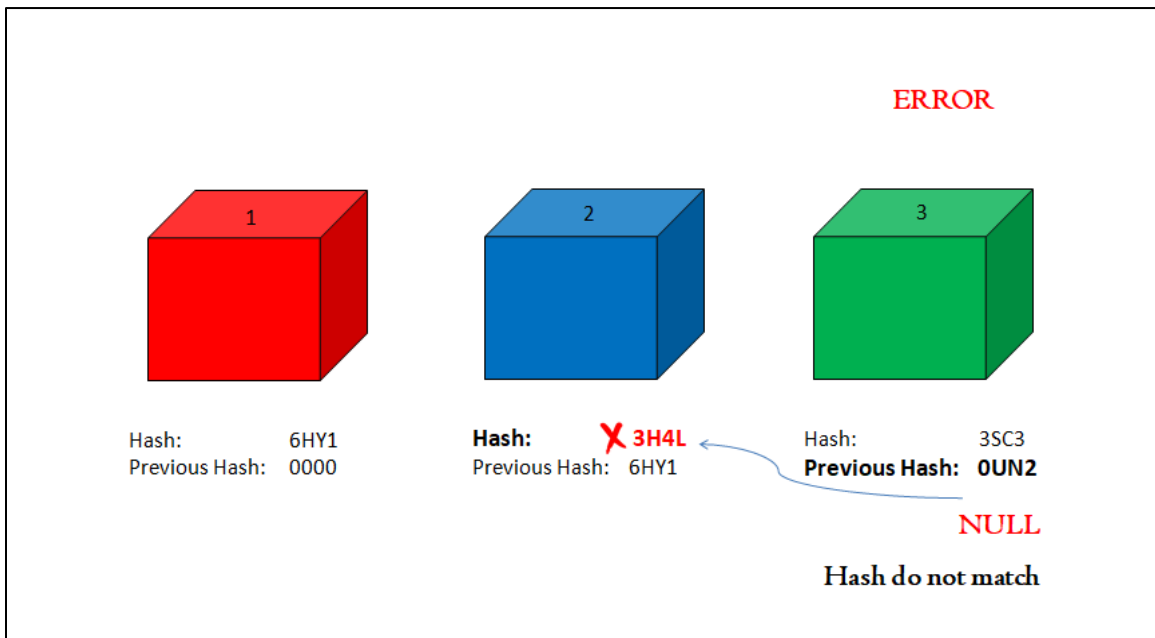 ERROR
1
2
3
Hash: 6HY1
Previous Hash: 0000
Hash: X 3H4L
Previous Hash: 6HY1
Hash: 3SC3
Previous Hash: 0UN2
NULL
Hash do not match